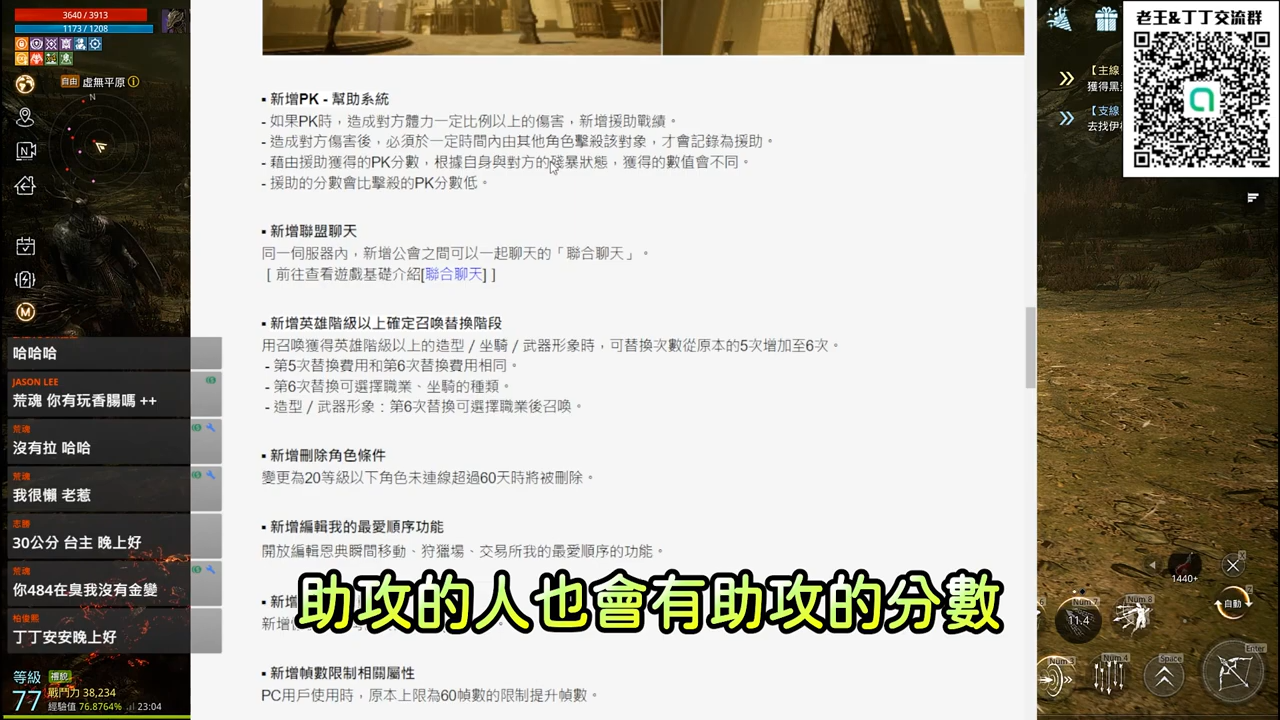 3640 / 3913
1173 / 1208
自由 虛無平原
N
▪ 新增PK - 幫助系統
- 如果PK時，造成對方體力一定比例以上的傷害，新增援助戰績。
- 造成對方傷害後，必須於一定時間內由其他角色擊殺該對象，才會記錄為援助。
- 藉由援助獲得的PK分數，根據自身與對方的殘暴狀態，獲得的數值會不同。
- 援助的分數會比擊殺的PK分數低。
▪ 新增聯盟聊天
同一伺服器內，新增公會之間可以一起聊天的「聯合聊天」。
[ 前往查看遊戲基礎介紹[聯合聊天] ]
▪ 新增英雄階級以上確定召喚替換階段
用召喚獲得英雄階級以上的造型 / 坐騎 / 武器形象時，可替換次數從原本的5次增加至6次。
- 第5次替換費用和第6次替換費用相同。
- 第6次替換可選擇職業、坐騎的種類。
- 造型 / 武器形象：第6次替換可選擇職業後召喚。
▪ 新增刪除角色條件
變更為20等級以下角色未連線超過60天時將被刪除。
▪ 新增編輯我的最愛順序功能
開放編輯恩典瞬間移動、狩獵場、交易所我的最愛順序的功能。
▪ 新增
新增
助攻的人也會有助攻的分數
▪ 新增幀數限制相關屬性
PC用戶使用時，原本上限為60幀數的限制提升幀數。
哈哈哈
JASON LEE
荒魂 你有玩香腸嗎 ++
荒魂
沒有拉 哈哈
荒魂
我很懶 老惹
志勝
30公分 台主 晚上好
荒魂
你484在臭我沒有金變
柏俊熙
丁丁安安晚上好
等級 禮貌
77 戰鬥力 38,234
經驗值 76.8764% 23:04
老王&丁丁交流群
【主線
獲得黑
【支線
去找伊
1440+
自動
Num 7
11.4
Num 8
Num 3
Num 4
Space
Enter